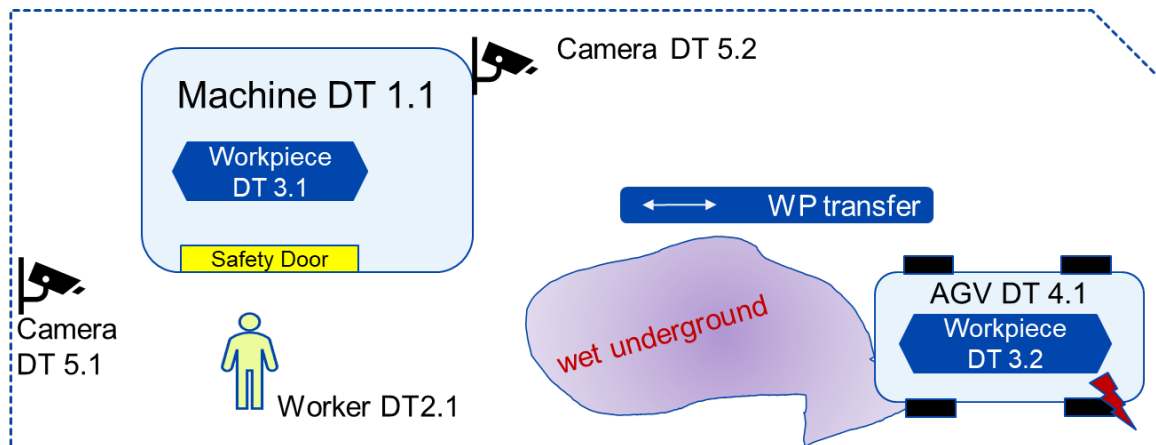 Camera DT 5.2
Machine DT 1.1
Workpiece
DT 3.1
WP transfer
Safety Door
AGV DT 4.1
wet underground
Workpiece
DT 3.2
Camera
DT 5.1
Worker DT2.1